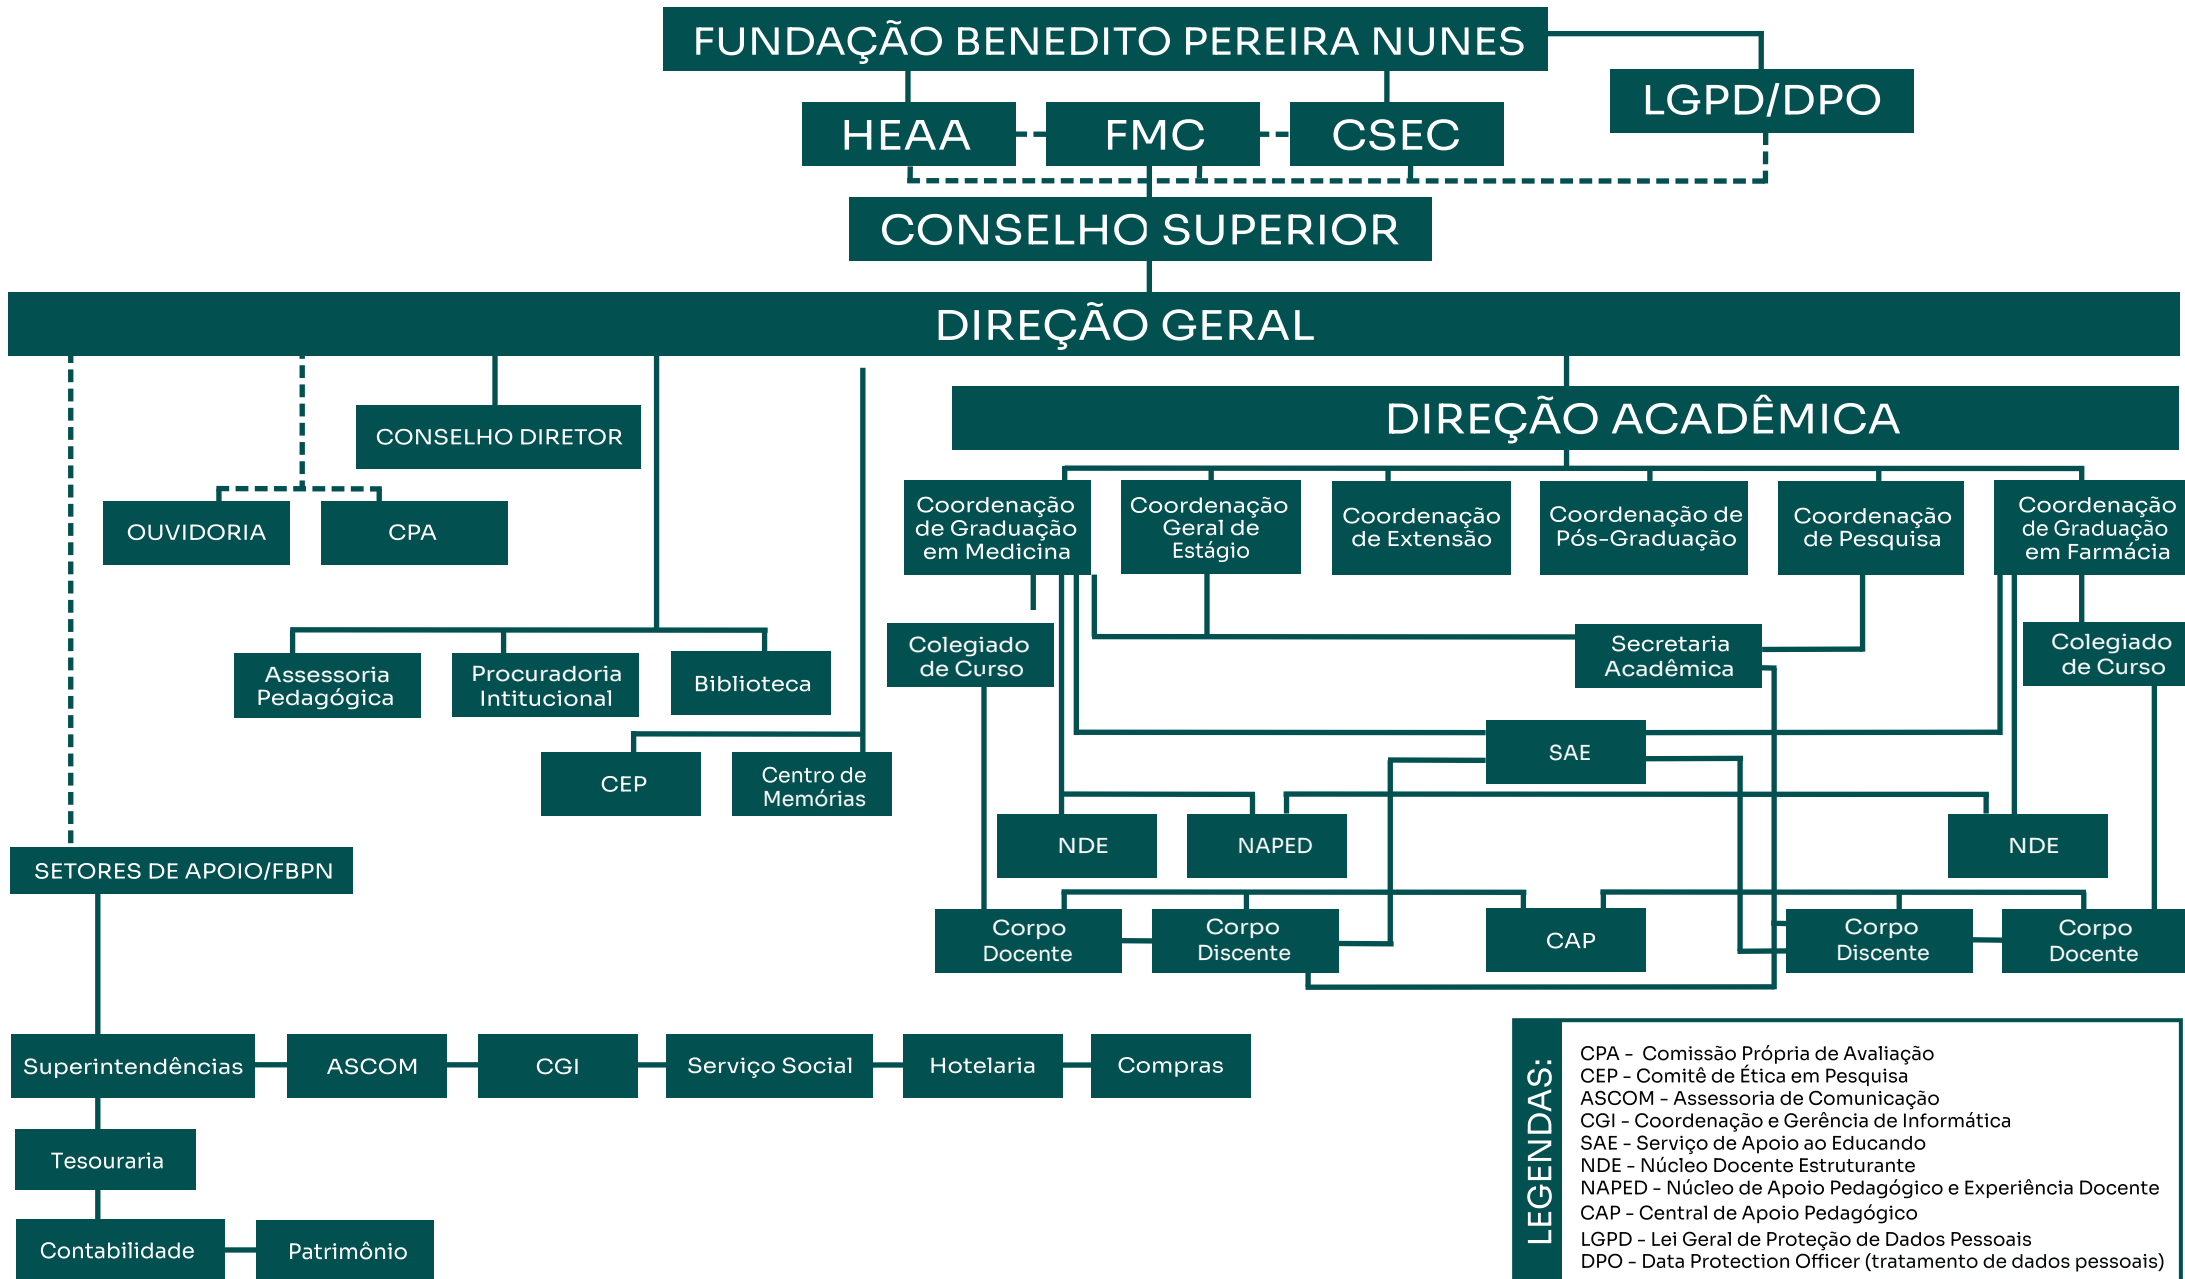 FUNDAÇÃO BENEDITO PEREIRA NUNES
LGPD/DPO
HEAA
FMC
CSEC
CONSELHO SUPERIOR
DIREÇÃO GERAL
DIREÇÃO ACADÊMICA
CONSELHO DIRETOR
OUVIDORIA
CPA
Coordenação
de Graduação
em Medicina
Coordenação
Geral de
Estágio
Coordenação
de Extensão
Coordenação de
Pós-Graduação
Coordenação
de Pesquisa
Coordenação
de Graduação
em Farmácia
Assessoria
Pedagógica
Procuradoria
Intitucional
Biblioteca
Colegiado
de Curso
Secretaria
Acadêmica
Colegiado
de Curso
CEP
Centro de
Memórias
SAE
NDE
NAPED
NDE
SETORES DE APOIO/FBPN
Corpo
Docente
Corpo
Discente
CAP
Corpo
Discente
Corpo
Docente
Superintendências
ASCOM
CGI
Serviço Social
Hotelaria
Compras
Tesouraria
Contabilidade
Patrimônio
LEGENDAS:
CPA - Comissão Própria de Avaliação
CEP - Comitê de Ética em Pesquisa
ASCOM - Assessoria de Comunicação
CGI - Coordenação e Gerência de Informática
SAE - Serviço de Apoio ao Educando
NDE - Núcleo Docente Estruturante
NAPED - Núcleo de Apoio Pedagógico e Experiência Docente
CAP - Central de Apoio Pedagógico
LGPD - Lei Geral de Proteção de Dados Pessoais
DPO - Data Protection Officer (tratamento de dados pessoais)